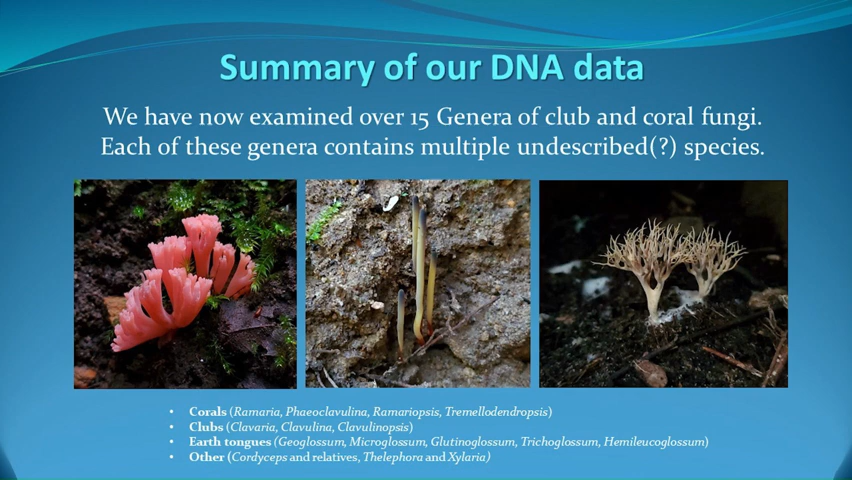 Summary of our DNA data
We have now examined over 15 Genera of club and coral fungi.
Each of these genera contains multiple undescribed(?) species.
• Corals (Ramaria, Phaeoclavulina, Ramariopsis, Tremellodendropsis)
• Clubs (Clavaria, Clavulina, Clavulinopsis)
• Earth tongues (Geoglossum, Microglossum, Glutinoglossum, Trichoglossum, Hemileucoglossum)
• Other (Cordyceps and relatives, Thelephora and Xylaria)